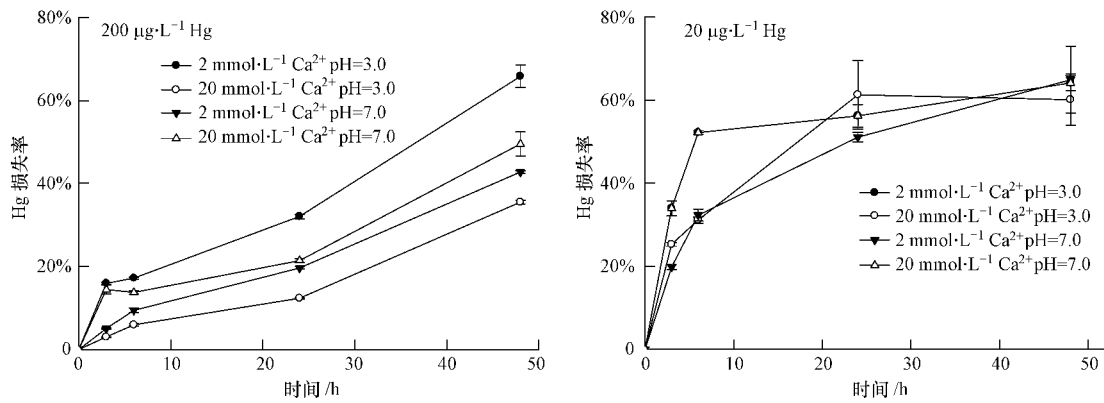 200 μg·L⁻¹ Hg
2 mmol·L⁻¹ Ca²⁺ pH=3.0
20 mmol·L⁻¹ Ca²⁺ pH=3.0
2 mmol·L⁻¹ Ca²⁺ pH=7.0
20 mmol·L⁻¹ Ca²⁺ pH=7.0
80%
60%
40%
20%
0
Hg 损失率
0 10 20 30 40 50
时间 /h
20 μg·L⁻¹ Hg
2 mmol·L⁻¹ Ca²⁺pH=3.0
20 mmol·L⁻¹ Ca²⁺pH=3.0
2 mmol·L⁻¹ Ca²⁺pH=7.0
20 mmol·L⁻¹ Ca²⁺pH=7.0
80%
60%
40%
20%
0
Hg 损失率
0 10 20 30 40 50
时间 /h